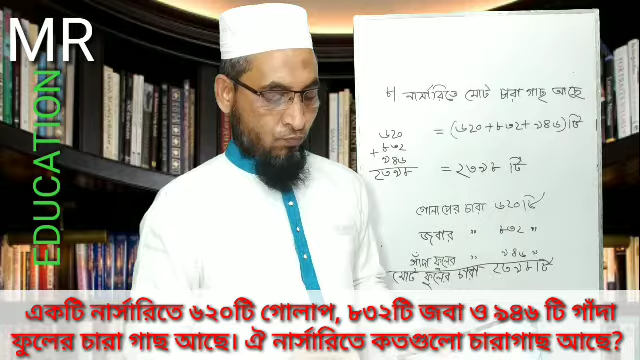 MR
EDUCATION
৮। নার্সারিতে মোট চারা গাছ আছে
= (৬২০+৮৩২+৯৪৬) টি
= ২৩৯৮ টি
৬২০
+ ৮৩২
৯৪৬
২৩৯৮
গোলাপের চারা ৬২০টি
জবার " ৮৩২ "
গাঁদা ফুলের " ৯৪৬ "
মোট ফুলের চারা ২৩৯৮টি
একটি নার্সারিতে ৬২০টি গোলাপ, ৮৩২টি জবা ও ৯৪৬ টি গাঁদা
ফুলের চারা গাছ আছে। ঐ নার্সারিতে কতগুলো চারাগাছ আছে?